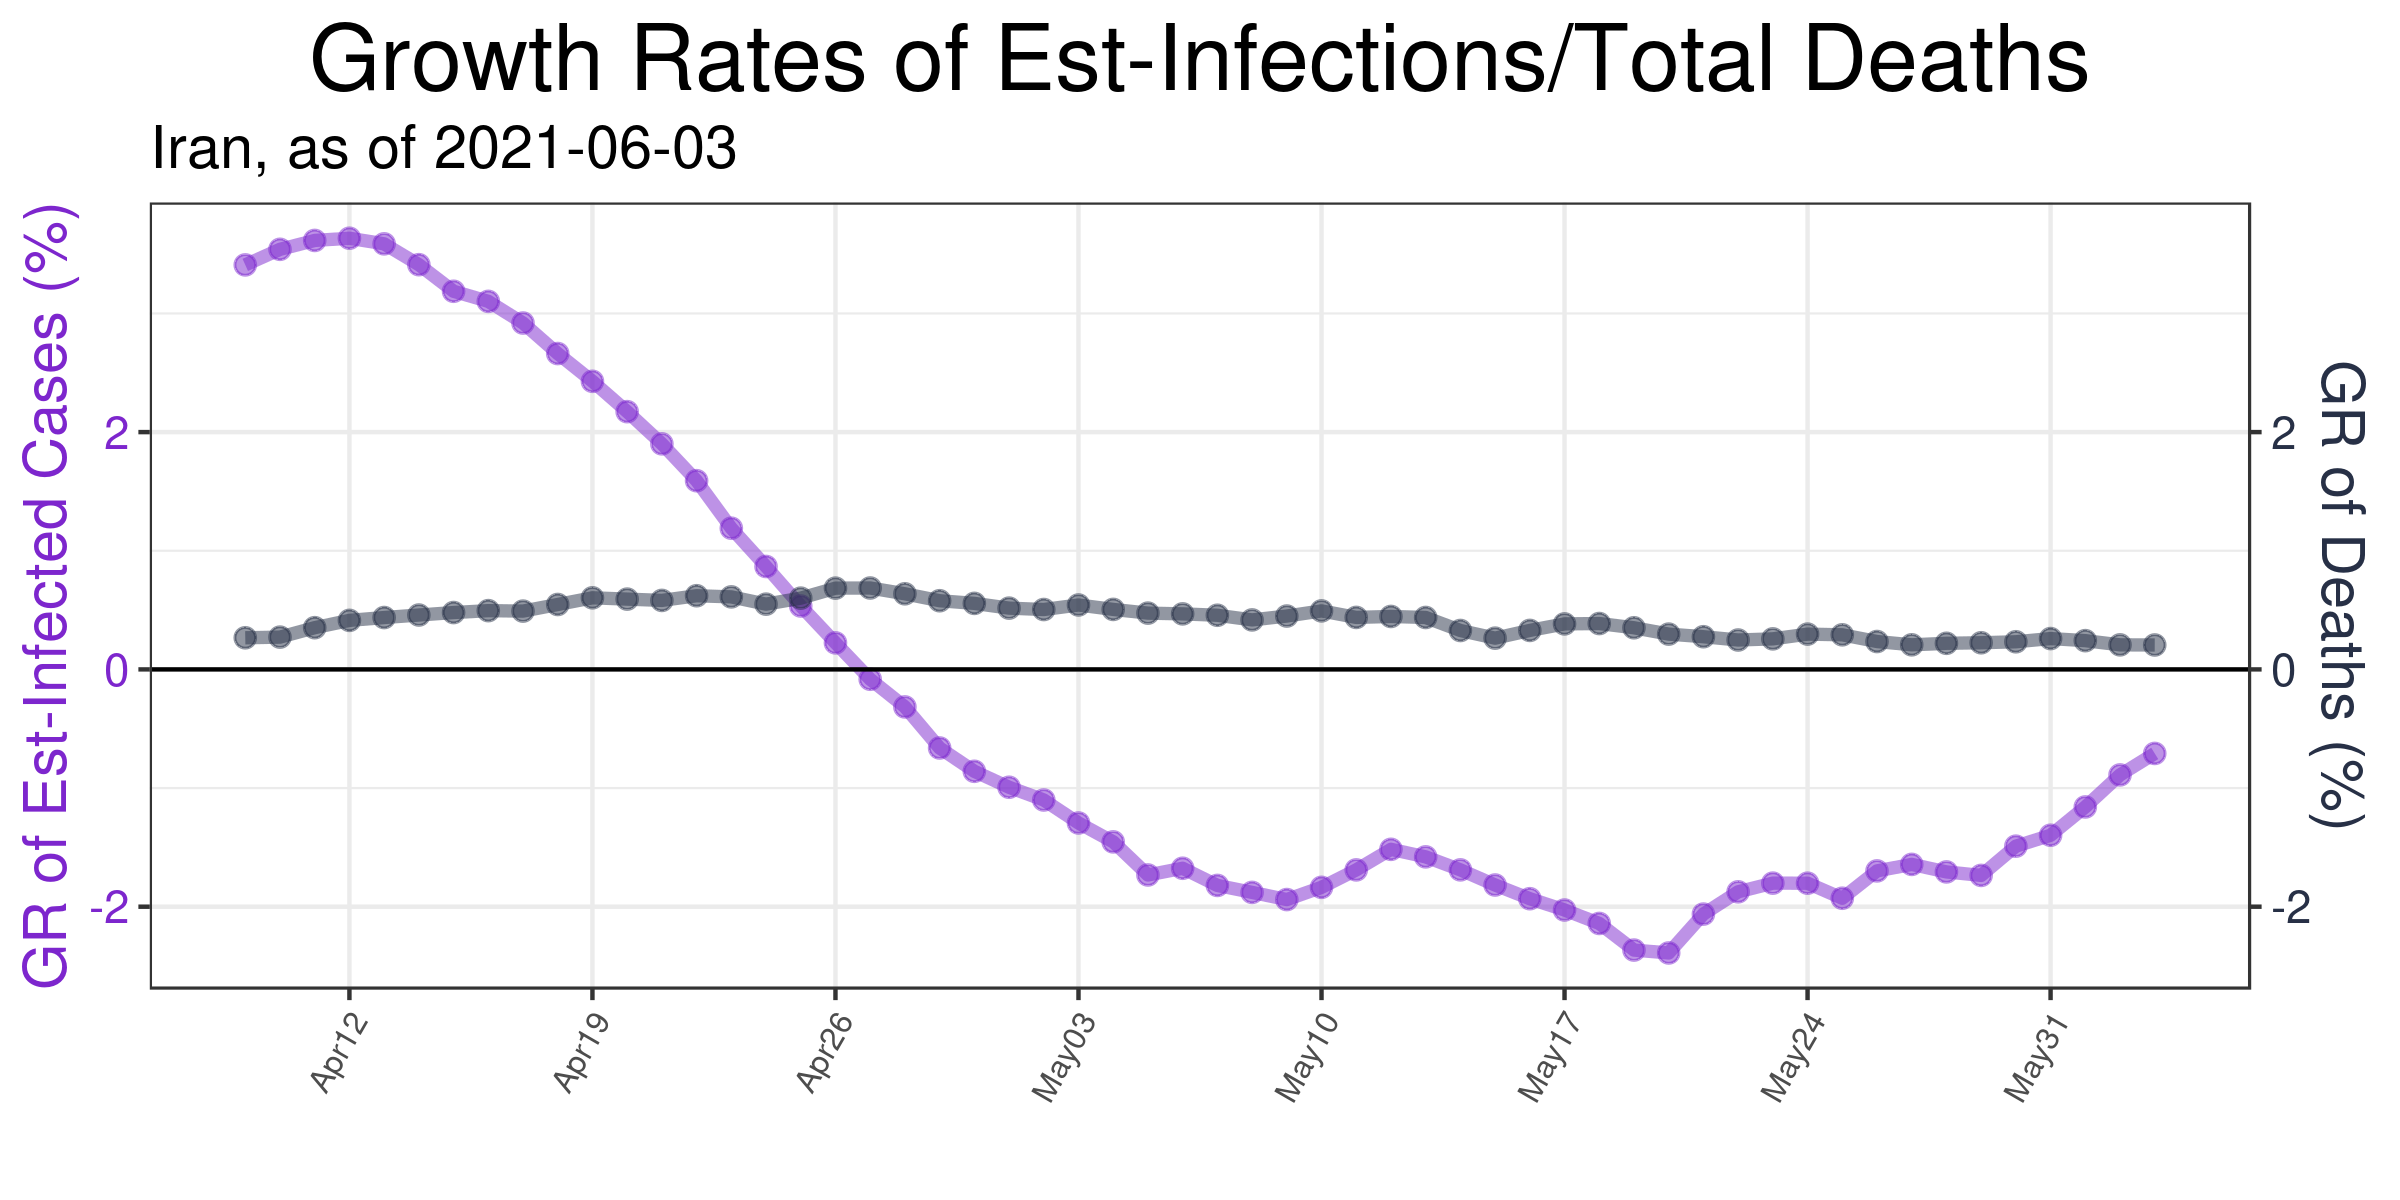 Growth Rates of Est-Infections/Total Deaths
Iran, as of 2021-06-03
GR of Est-Infected Cases (%)
2
0
-2
GR of Deaths (%)
2
0
-2
Apr12
Apr19
Apr26
May03
May10
May17
May24
May31